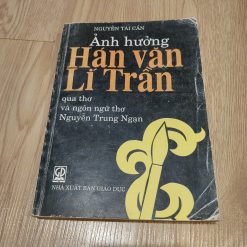 NGUYỄN TÀI CẨN
Ảnh hưởng
Hán văn
Lí Trần
qua thơ
và ngôn ngữ thơ
Nguyễn Trung Ngạn
NHÀ XUẤT BẢN GIÁO DỤC